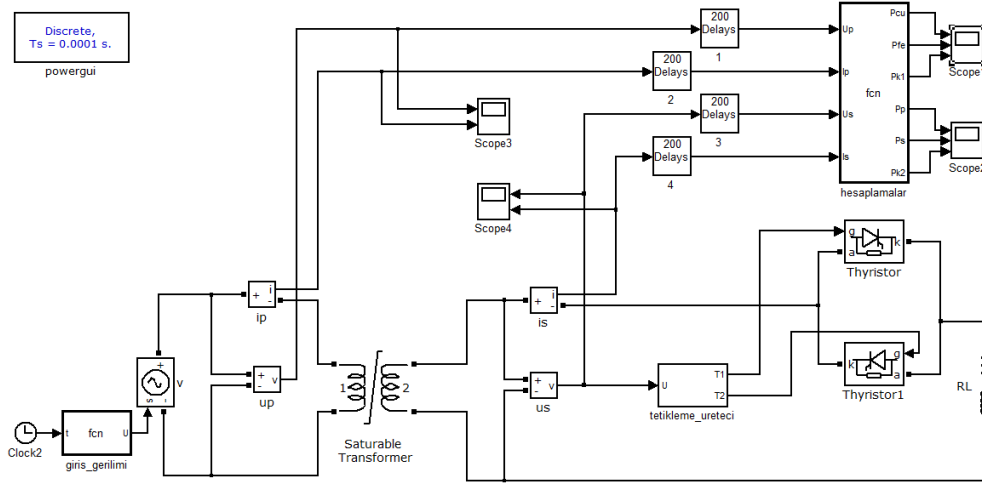 Discrete,
Ts = 0.0001 s.
powergui
200
Delays
1
200
Delays
2
200
Delays
3
200
Delays
4
Up
Ip
Us
Is
fcn
Pcu
Pfe
Pk1
Pp
Ps
Pk2
hesaplamalar
Scope1
Scope2
Scope3
Scope4
g
a
k
Thyristor
g
k
a
Thyristor1
RL
+
i
-
ip
+
i
-
is
+
-
v
up
+
-
v
us
+
s
-
v
1
2
Saturable
Transformer
U
T1
T2
tetikleme_ureteci
Clock2
t
fcn
U
giris_gerilimi